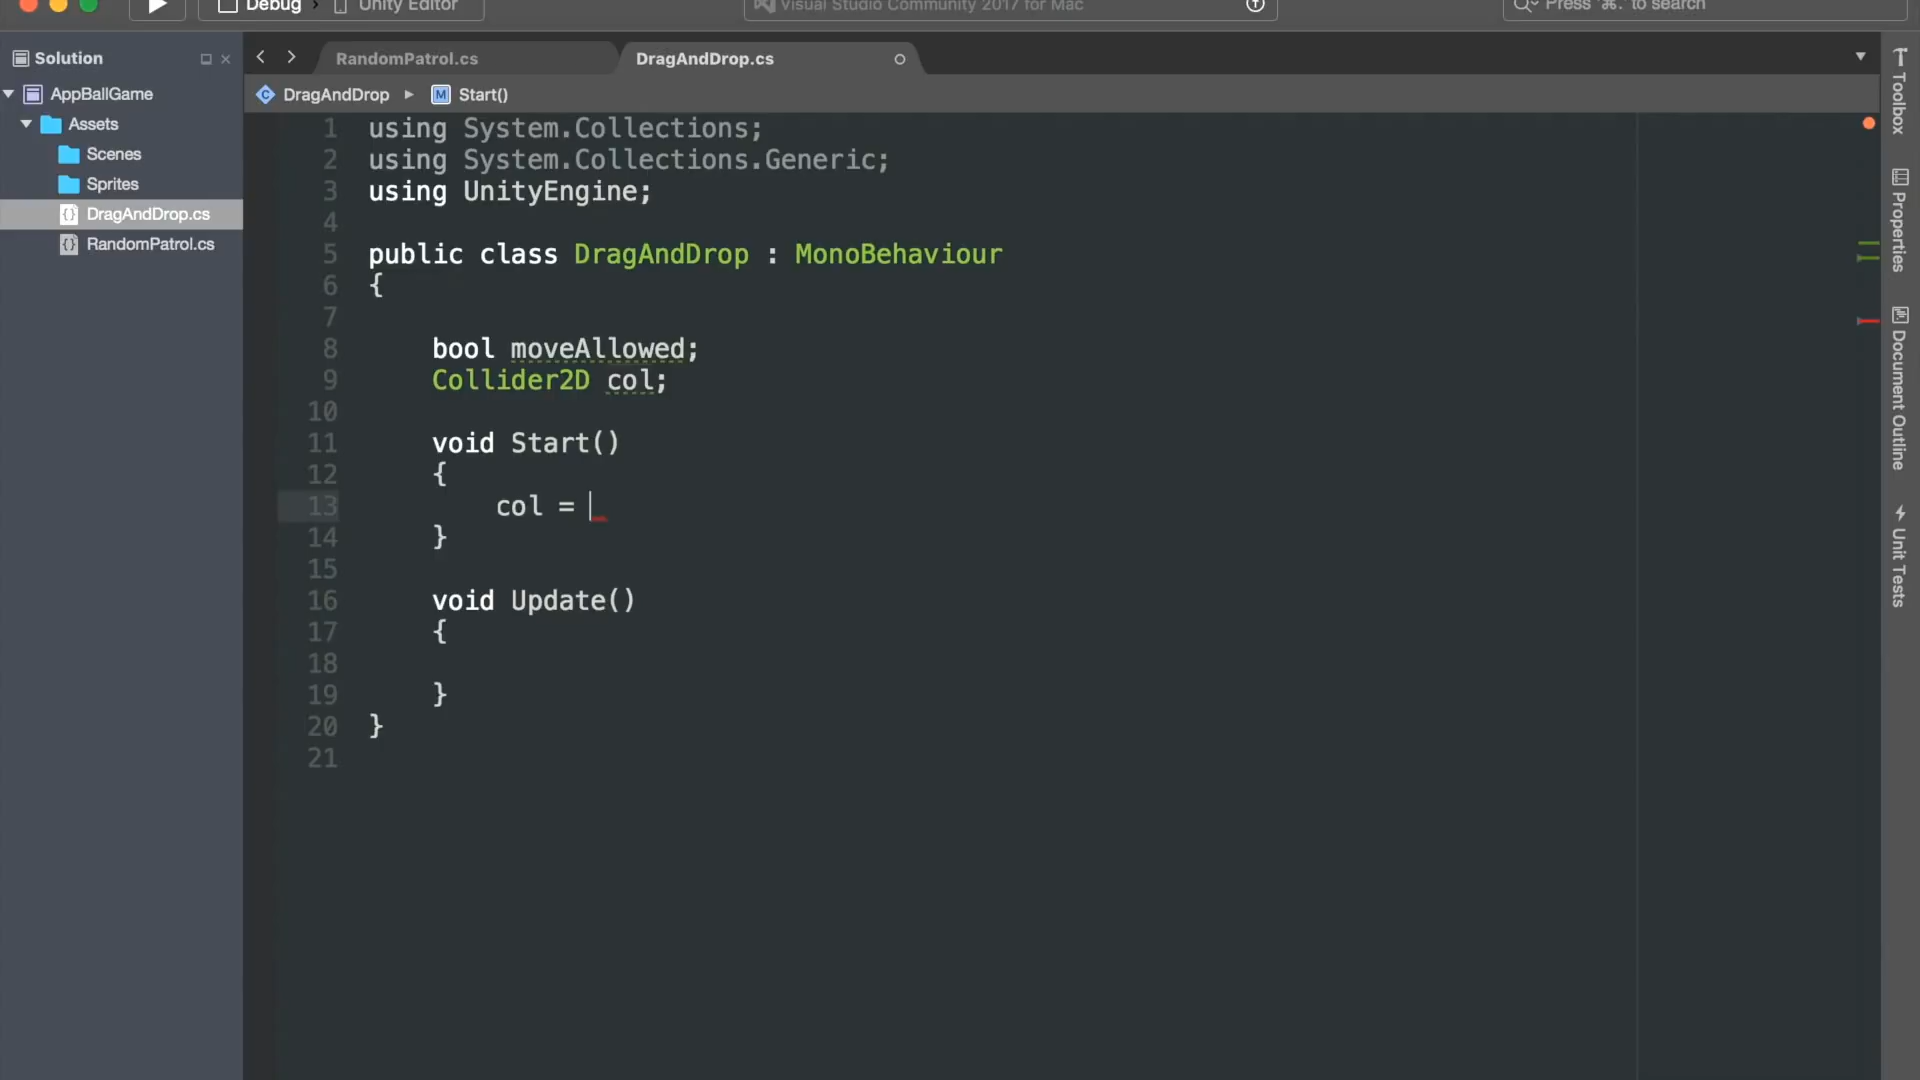 Debug › Unity Editor
Visual Studio Community 2017 for Mac
Press '⌘.' to search
Solution
AppBallGame
Assets
Scenes
Sprites
DragAndDrop.cs
RandomPatrol.cs
RandomPatrol.cs
DragAndDrop.cs
DragAndDrop ▸ M Start()
1 using System.Collections;
2 using System.Collections.Generic;
3 using UnityEngine;
4
5 public class DragAndDrop : MonoBehaviour
6 {
7
8 bool moveAllowed;
9 Collider2D col;
10
11 void Start()
12 {
13 col =
14 }
15
16 void Update()
17 {
18
19 }
20 }
21
Toolbox
Properties
Document Outline
Unit Tests